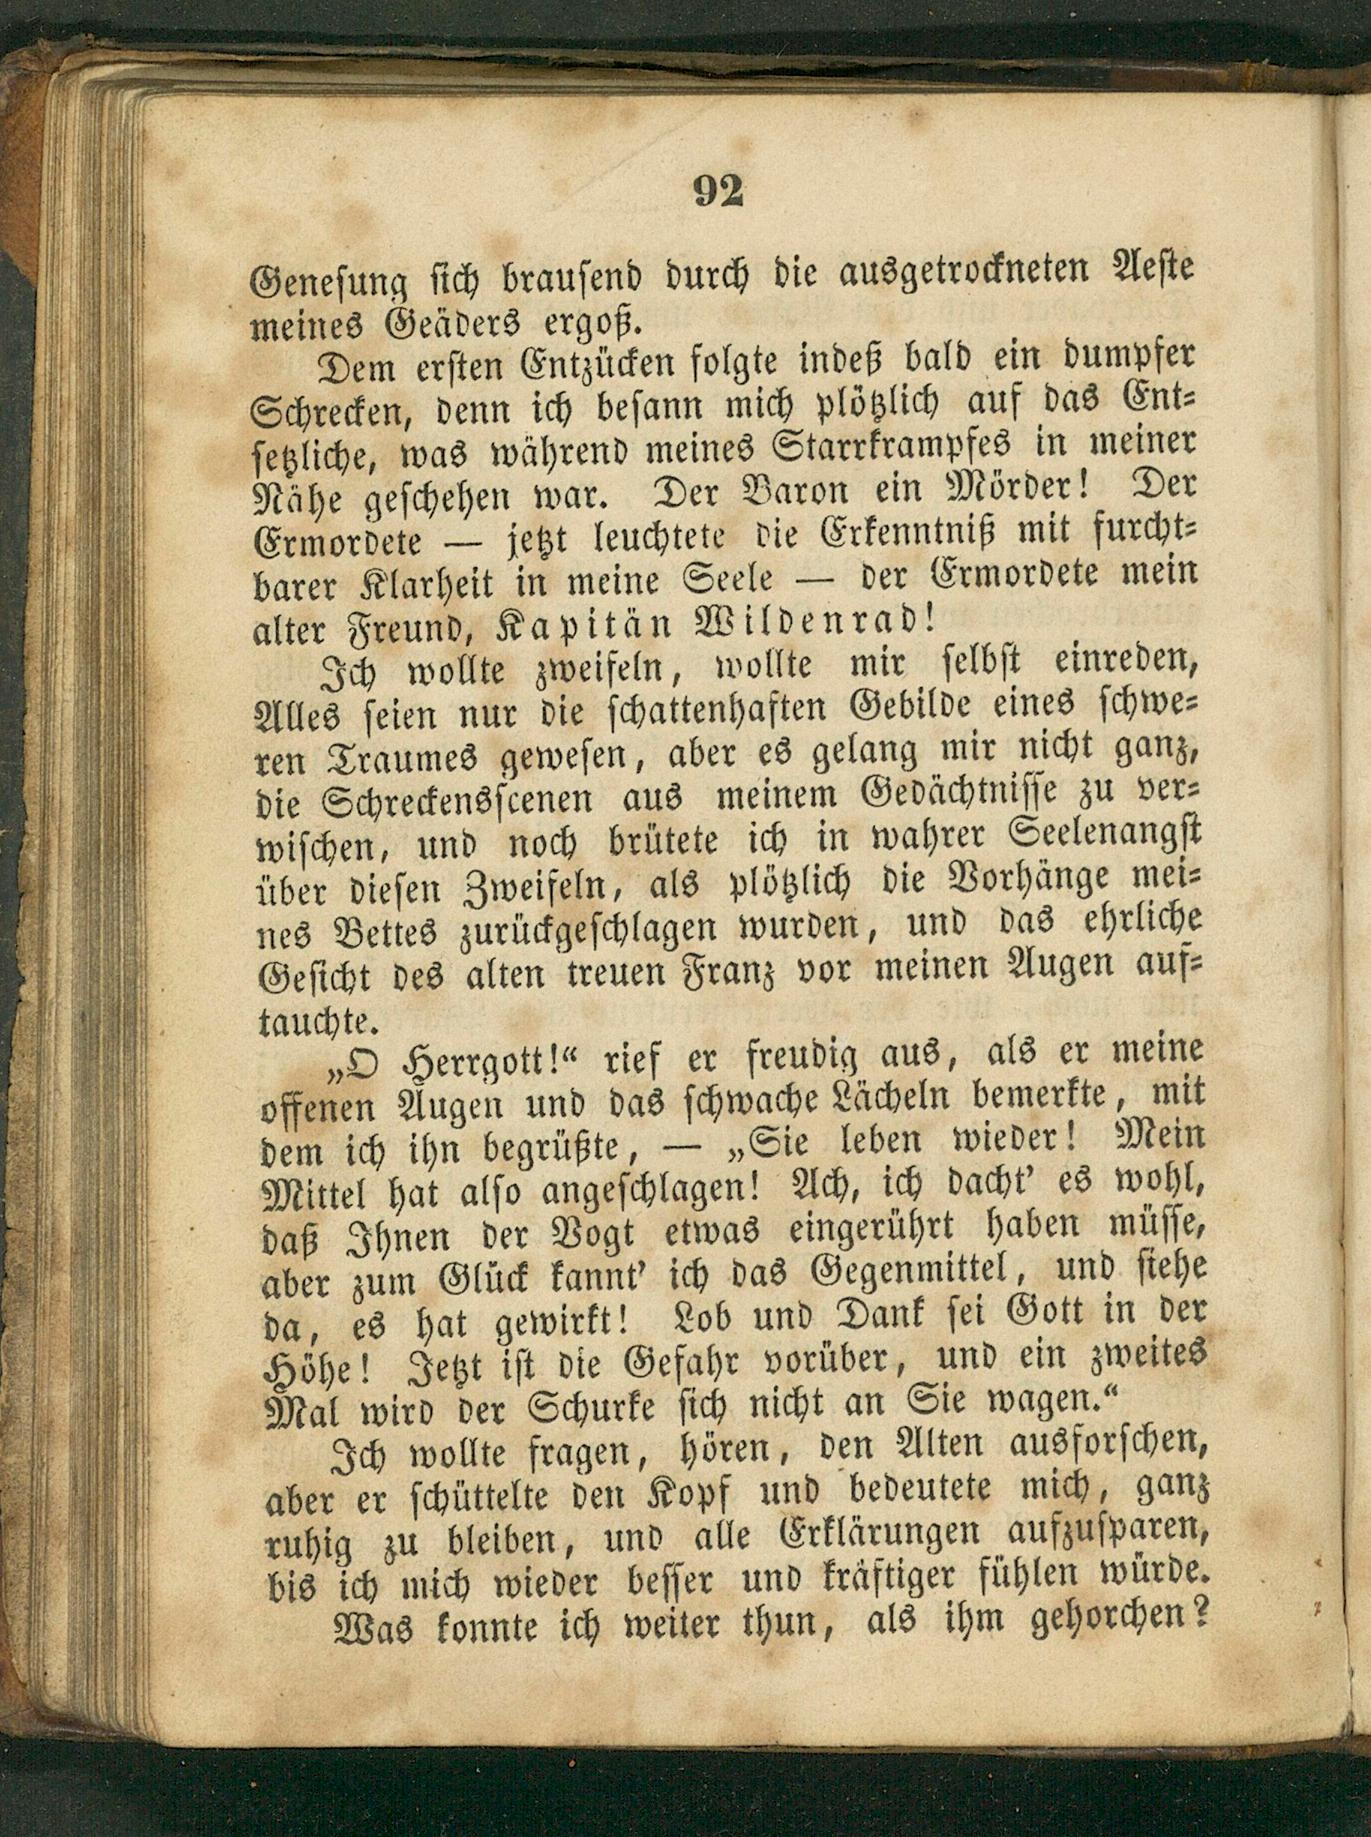 92
Genesung sich brausend durch die ausgetrockneten Aeste
meines Geäders ergoß.
Dem ersten Entzücken folgte indeß bald ein dumpfer
Schrecken, denn ich besann mich plötzlich auf das Ent-
setzliche, was während meines Starrkrampfes in meiner
Nähe geschehen war. Der Baron ein Mörder! Der
Ermordete — jetzt leuchtete die Erkenntniß mit furcht-
barer Klarheit in meine Seele — der Ermordete mein
alter Freund, Kapitän Wildenrad!
Ich wollte zweifeln, wollte mir selbst einreden,
Alles seien nur die schattenhaften Gebilde eines schwe-
ren Traumes gewesen, aber es gelang mir nicht ganz,
die Schreckensscenen aus meinem Gedächtnisse zu ver-
wischen, und noch brütete ich in wahrer Seelenangst
über diesen Zweifeln, als plötzlich die Vorhänge mei-
nes Bettes zurückgeschlagen wurden, und das ehrliche
Gesicht des alten treuen Franz vor meinen Augen auf-
tauchte.
„O Herrgott!“ rief er freudig aus, als er meine
offenen Augen und das schwache Lächeln bemerkte, mit
dem ich ihn begrüßte, — „Sie leben wieder! Mein
Mittel hat also angeschlagen! Ach, ich dacht’ es wohl,
daß Ihnen der Vogt etwas eingerührt haben müsse,
aber zum Glück kannt’ ich das Gegenmittel, und siehe
da, es hat gewirkt! Lob und Dank sei Gott in der
Höhe! Jetzt ist die Gefahr vorüber, und ein zweites
Mal wird der Schurke sich nicht an Sie wagen.“
Ich wollte fragen, hören, den Alten ausforschen,
aber er schüttelte den Kopf und bedeutete mich, ganz
ruhig zu bleiben, und alle Erklärungen aufzusparen,
bis ich mich wieder besser und kräftiger fühlen würde.
Was konnte ich weiter thun, als ihm gehorchen?